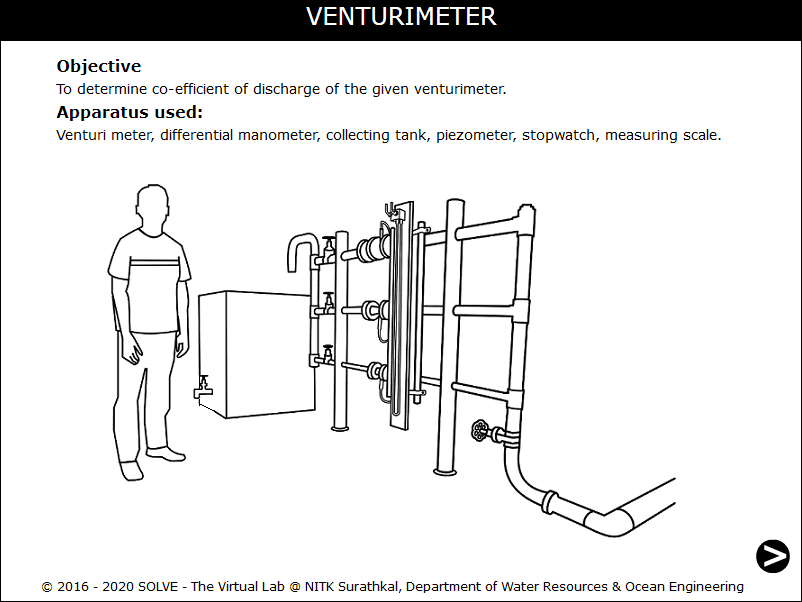 VENTURIMETER
Objective
To determine co-efficient of discharge of the given venturimeter.
Apparatus used:
Venturi meter, differential manometer, collecting tank, piezometer, stopwatch, measuring scale.
© 2016 - 2020 SOLVE - The Virtual Lab @ NITK Surathkal, Department of Water Resources & Ocean Engineering